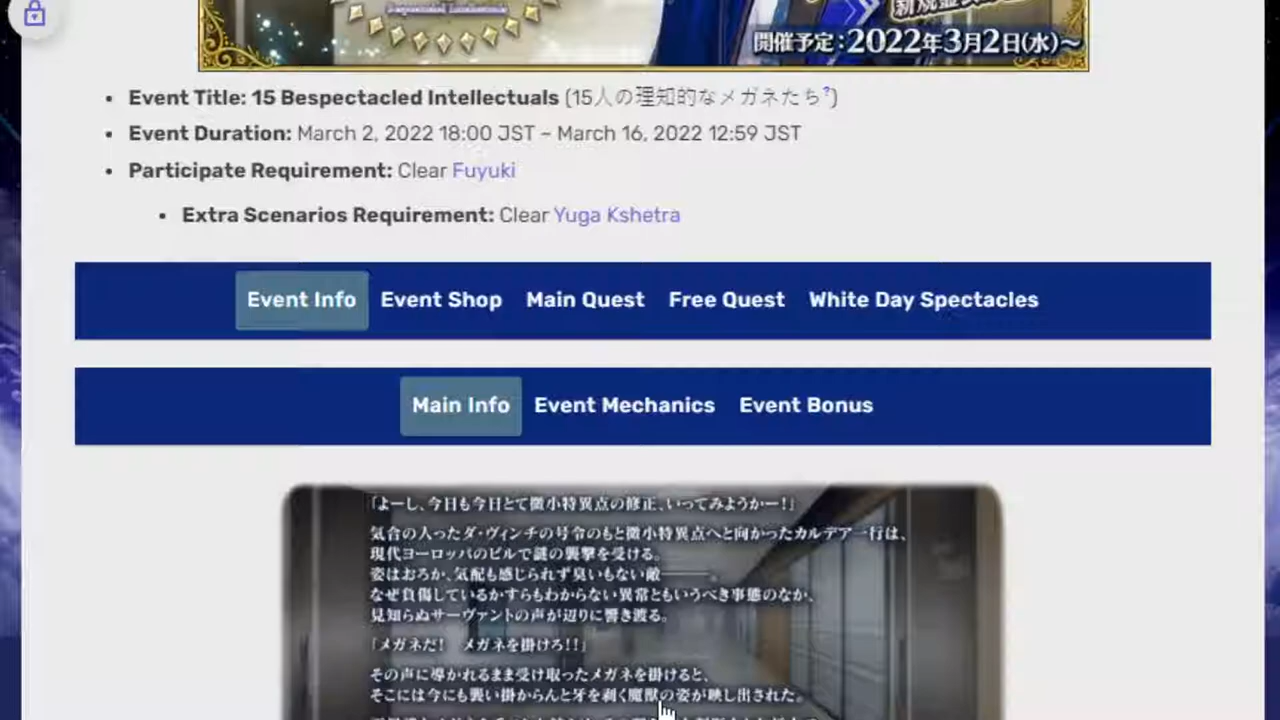 開催予定:2022年3月2日(水)~
Event Title: 15 Bespectacled Intellectuals (15人の理知的なメガネたち?)
Event Duration: March 2, 2022 18:00 JST – March 16, 2022 12:59 JST
Participate Requirement: Clear Fuyuki
Extra Scenarios Requirement: Clear Yuga Kshetra
Event Info Event Shop Main Quest Free Quest White Day Spectacles
Main Info Event Mechanics Event Bonus
「よーし、今日も今日とて微小特異点の修正、いってみようかー!」
気合の入ったダ・ヴィンチの号令のもと微小特異点へと向かったカルデア一行は、
現代ヨーロッパのビルで謎の襲撃を受ける。
姿はおろか、気配も感じられず臭いもない敵――。
なぜ負傷しているかすらもわからない異常ともいうべき事態のなか、
見知らぬサーヴァントの声が辺りに響き渡る。
「メガネだ! メガネを掛けろ!!」
その声に導かれるまま受け取ったメガネを掛けると、
そこには今にも襲い掛からんと牙を剥く魔獣の姿が映し出された。